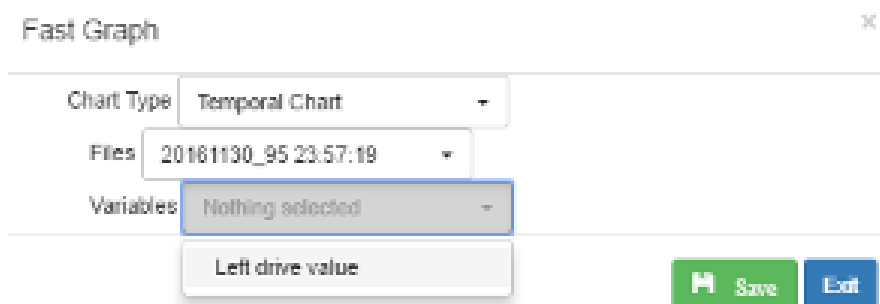 Fast Graph ×
Chart Type Temporal Chart
Files 20161130_95 23:57:19
Variables Nothing selected
Left drive value
Save Exit